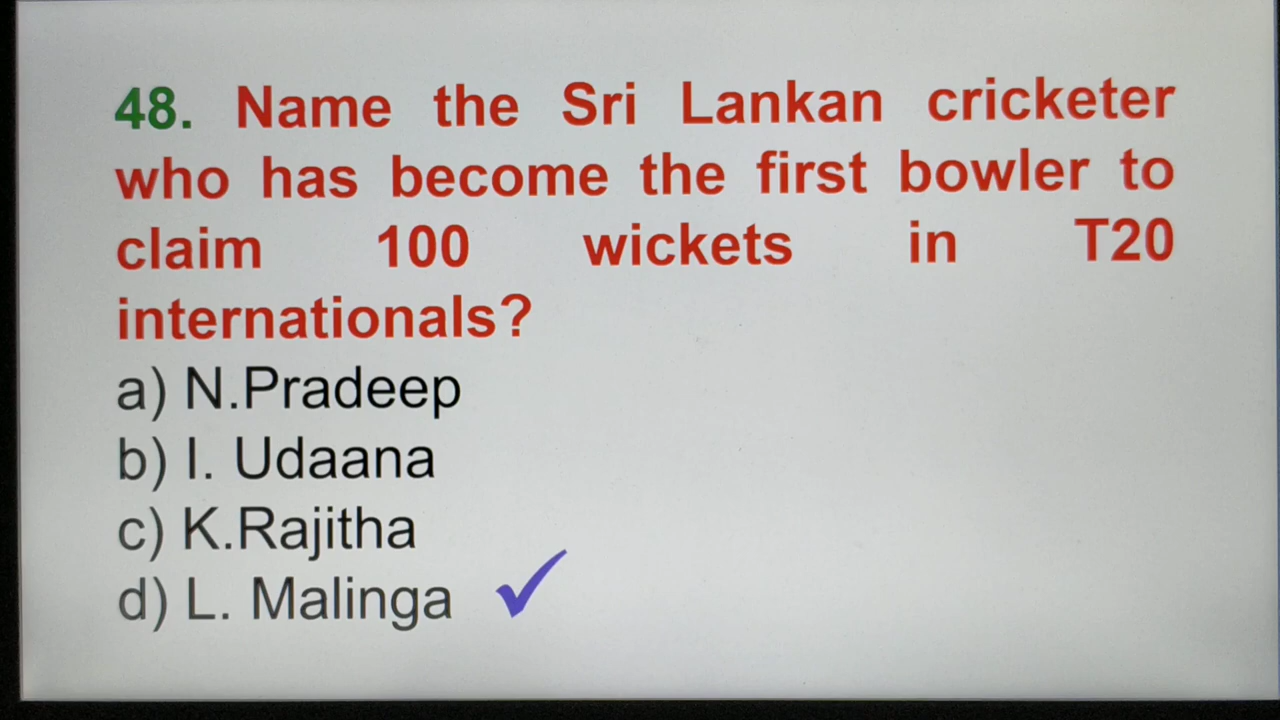 48. Name the Sri Lankan cricketer
who has become the first bowler to
claim 100 wickets in T20
internationals?
a) N.Pradeep
b) I. Udaana
c) K.Rajitha
d) L. Malinga ✓